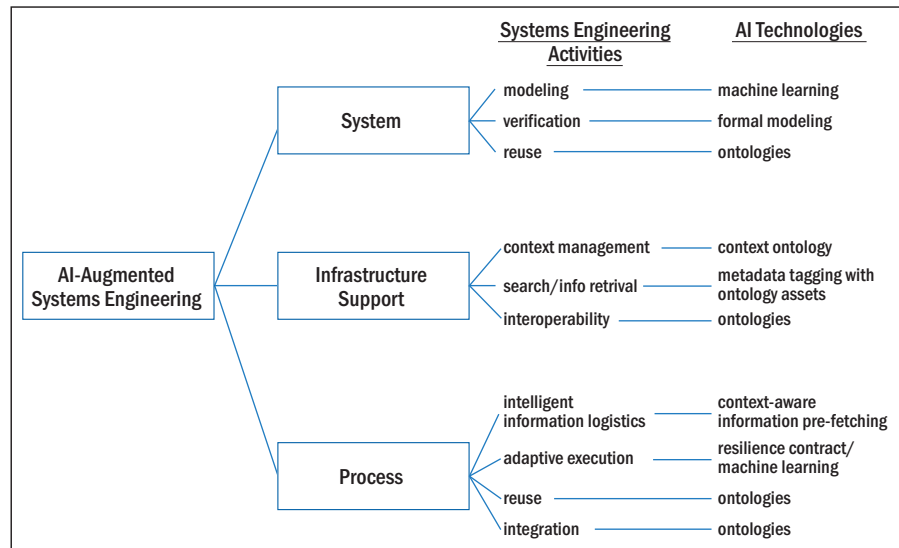 Systems Engineering
Activities
AI Technologies
modeling
machine learning
System
verification
formal modeling
reuse
ontologies
context management
context ontology
AI-Augmented
Systems Engineering
Infrastructure
Support
search/info retrival
metadata tagging with
ontology assets
interoperability
ontologies
intelligent
information logistics
context-aware
information pre-fetching
Process
adaptive execution
resilience contract/
machine learning
reuse
ontologies
integration
ontologies